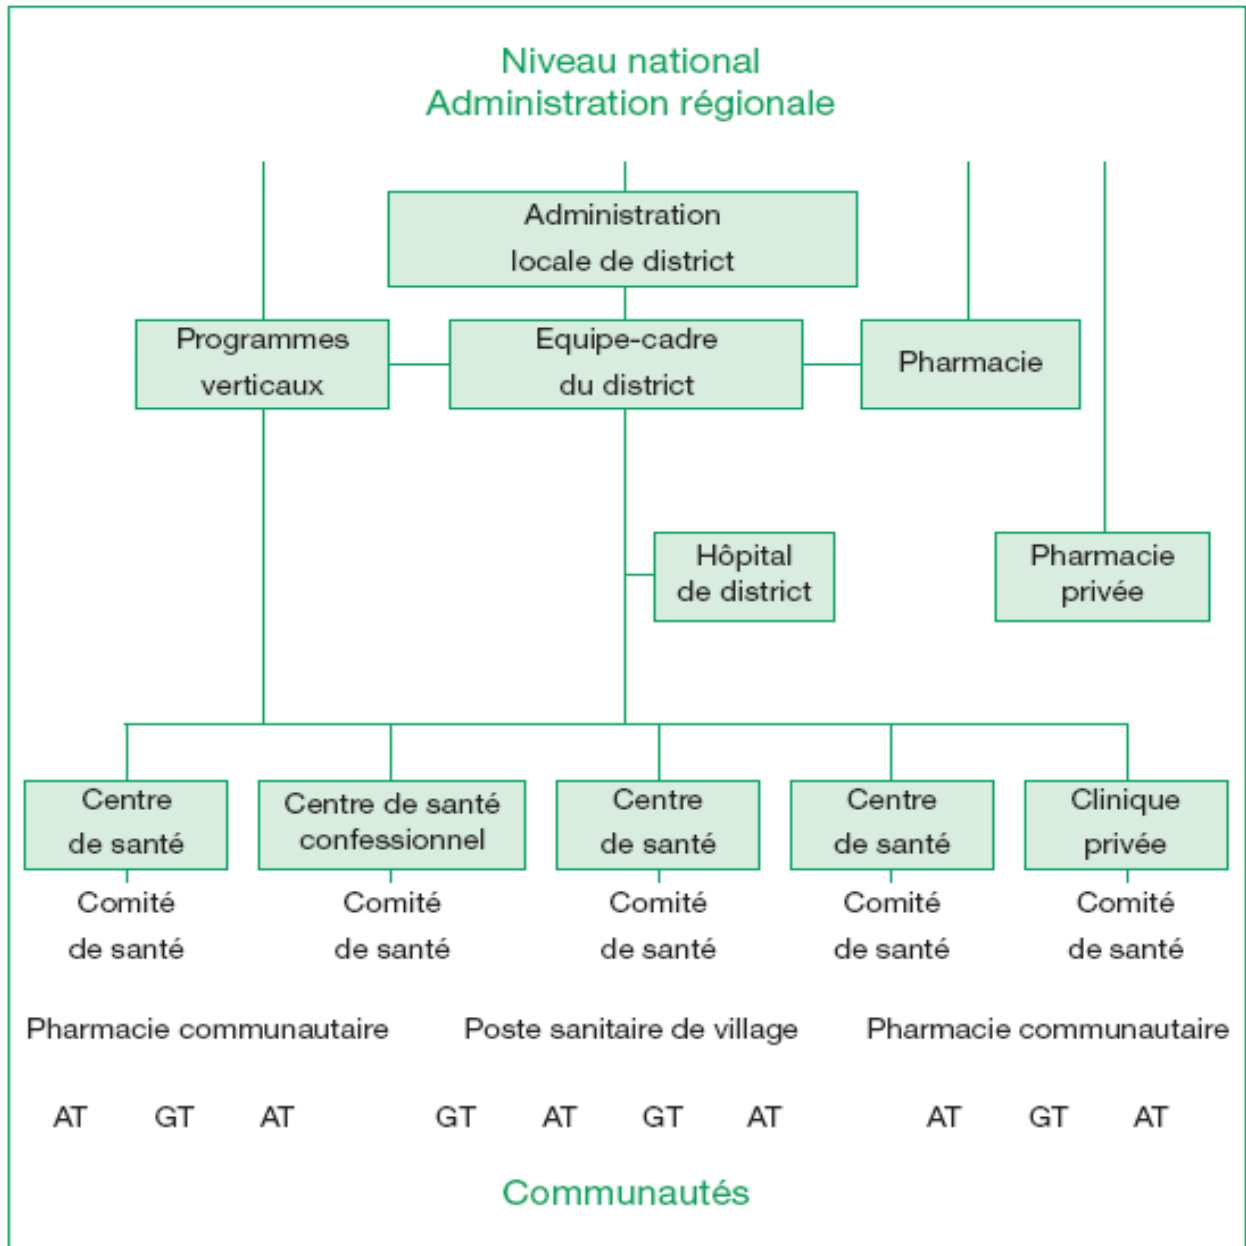 Niveau national
Administration régionale
Administration
locale de district
Programmes
verticaux
Equipe-cadre
du district
Pharmacie
Hôpital
de district
Pharmacie
privée
Centre
de santé
Centre de santé
confessionnel
Centre
de santé
Centre
de santé
Clinique
privée
Comité
de santé
Comité
de santé
Comité
de santé
Comité
de santé
Comité
de santé
Pharmacie communautaire
Poste sanitaire de village
Pharmacie communautaire
AT GT AT GT AT GT AT AT GT AT
Communautés